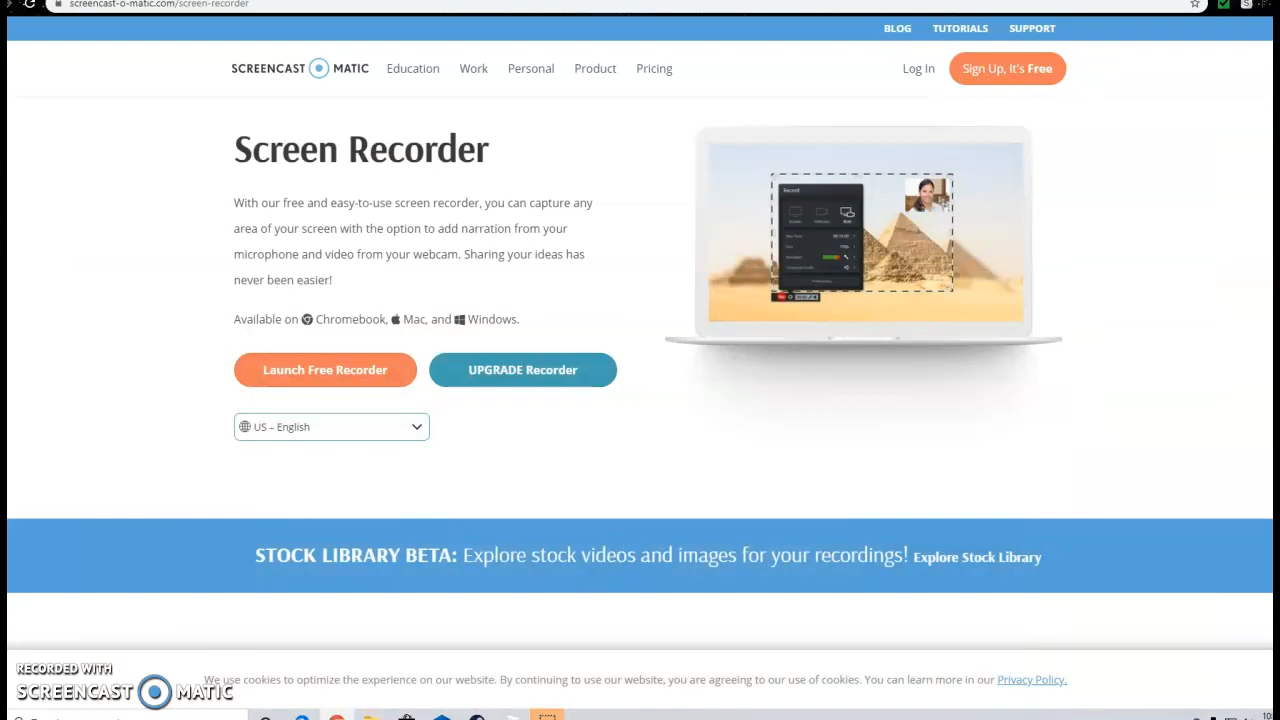 screencast-o-matic.com/screen-recorder
BLOG TUTORIALS SUPPORT
SCREENCAST MATIC Education Work Personal Product Pricing Log In Sign Up, It's Free
Screen Recorder
With our free and easy-to-use screen recorder, you can capture any
area of your screen with the option to add narration from your
microphone and video from your webcam. Sharing your ideas has
never been easier!
Available on Chromebook, Mac, and Windows.
Launch Free Recorder UPGRADE Recorder
US – English
Record
STOCK LIBRARY BETA: Explore stock videos and images for your recordings! Explore Stock Library
RECORDED WITH
SCREENCAST MATIC
We use cookies to optimize the experience on our website. By continuing to use our website, you are agreeing to our use of cookies. You can learn more in our Privacy Policy.